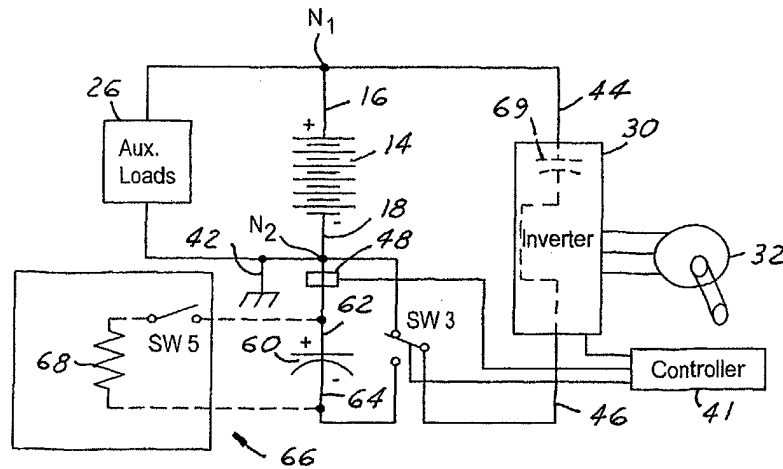 N1
26
16
44
Aux.
Loads
+
14
69
30
-
18
Inverter
N2
42
48
32
62
SW 3
SW 5
60
+
68
-
64
Controller
46
41
66